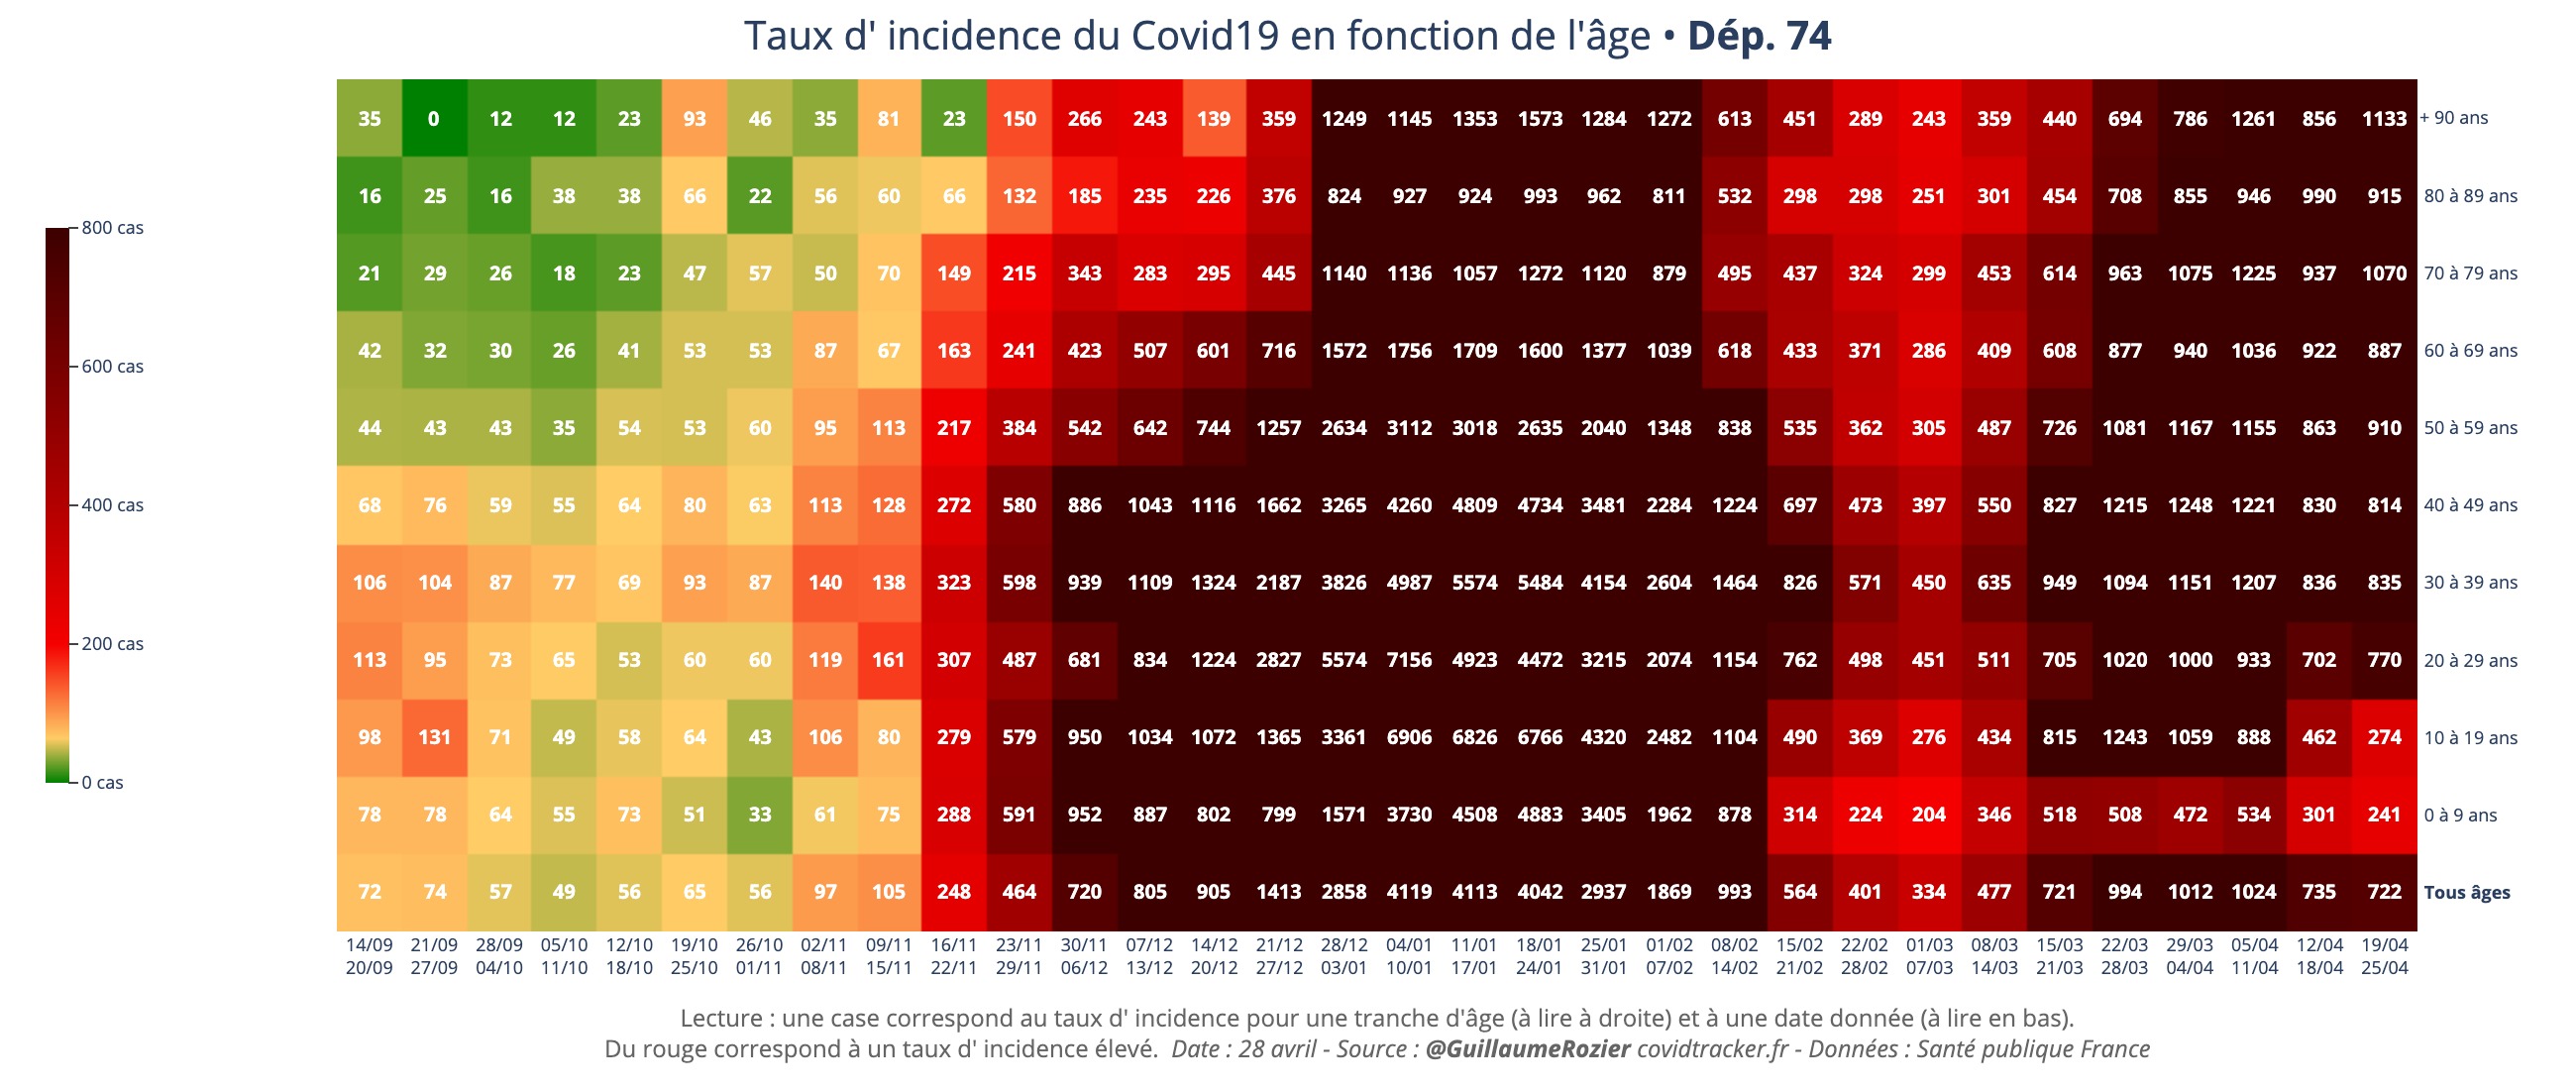 Taux d' incidence du Covid19 en fonction de l'âge • Dép. 74
35 0 12 12 23 93 46 35 81 23 150 266 243 139 359 1249 1145 1353 1573 1284 1272 613 451 289 243 359 440 694 786 1261 856 1133 + 90 ans
16 25 16 38 38 66 22 56 60 66 132 185 235 226 376 824 927 924 993 962 811 532 298 298 251 301 454 708 855 946 990 915 80 à 89 ans
800 cas
21 29 26 18 23 47 57 50 70 149 215 343 283 295 445 1140 1136 1057 1272 1120 879 495 437 324 299 453 614 963 1075 1225 937 1070 70 à 79 ans
42 32 30 26 41 53 53 87 67 163 241 423 507 601 716 1572 1756 1709 1600 1377 1039 618 433 371 286 409 608 877 940 1036 922 887 60 à 69 ans
600 cas
44 43 43 35 54 53 60 95 113 217 384 542 642 744 1257 2634 3112 3018 2635 2040 1348 838 535 362 305 487 726 1081 1167 1155 863 910 50 à 59 ans
400 cas
68 76 59 55 64 80 63 113 128 272 580 886 1043 1116 1662 3265 4260 4809 4734 3481 2284 1224 697 473 397 550 827 1215 1248 1221 830 814 40 à 49 ans
106 104 87 77 69 93 87 140 138 323 598 939 1109 1324 2187 3826 4987 5574 5484 4154 2604 1464 826 571 450 635 949 1094 1151 1207 836 835 30 à 39 ans
200 cas
113 95 73 65 53 60 60 119 161 307 487 681 834 1224 2827 5574 7156 4923 4472 3215 2074 1154 762 498 451 511 705 1020 1000 933 702 770 20 à 29 ans
98 131 71 49 58 64 43 106 80 279 579 950 1034 1072 1365 3361 6906 6826 6766 4320 2482 1104 490 369 276 434 815 1243 1059 888 462 274 10 à 19 ans
0 cas
78 78 64 55 73 51 33 61 75 288 591 952 887 802 799 1571 3730 4508 4883 3405 1962 878 314 224 204 346 518 508 472 534 301 241 0 à 9 ans
72 74 57 49 56 65 56 97 105 248 464 720 805 905 1413 2858 4119 4113 4042 2937 1869 993 564 401 334 477 721 994 1012 1024 735 722 Tous âges
14/09 21/09 28/09 05/10 12/10 19/10 26/10 02/11 09/11 16/11 23/11 30/11 07/12 14/12 21/12 28/12 04/01 11/01 18/01 25/01 01/02 08/02 15/02 22/02 01/03 08/03 15/03 22/03 29/03 05/04 12/04 19/04
20/09 27/09 04/10 11/10 18/10 25/10 01/11 08/11 15/11 22/11 29/11 06/12 13/12 20/12 27/12 03/01 10/01 17/01 24/01 31/01 07/02 14/02 21/02 28/02 07/03 14/03 21/03 28/03 04/04 11/04 18/04 25/04
Lecture : une case correspond au taux d' incidence pour une tranche d'âge (à lire à droite) et à une date donnée (à lire en bas).
Du rouge correspond à un taux d' incidence élevé. Date : 28 avril - Source : @GuillaumeRozier covidtracker.fr - Données : Santé publique France